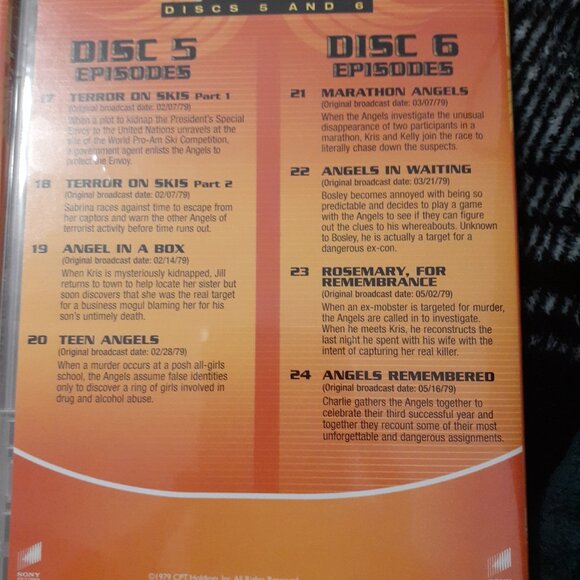 DISCS 5 AND 6
DISC 5
EPISODES
17 TERROR ON SKIS Part 1
(Original broadcast date: 02/07/79)
When a plot to kidnap the President's Special
Envoy to the United Nations unravels at the
site of the World Pro-Am Ski Competition,
a government agent enlists the Angels to
protect the Envoy.
18 TERROR ON SKIS Part 2
(Original broadcast date: 02/07/79)
Sabrina races against time to escape from
her captors and warn the other Angels of
terrorist activity before time runs out.
19 ANGEL IN A BOX
(Original broadcast date: 02/14/79)
When Kris is mysteriously kidnapped, Jill
returns to town to help locate her sister but
soon discovers that she was the real target
for a business mogul blaming her for his
son's untimely death.
20 TEEN ANGELS
(Original broadcast date: 02/28/79)
When a murder occurs at a posh all-girls
school, the Angels assume false identities
only to discover a ring of girls involved in
drug and alcohol abuse.
DISC 6
EPISODES
21 MARATHON ANGELS
(Original broadcast date: 03/07/79)
When the Angels investigate the unusual
disappearance of two participants in a
marathon, Kris and Kelly join the race to
literally chase down the suspects.
22 ANGELS IN WAITING
(Original broadcast date: 03/21/79)
Bosley becomes annoyed with being so
predictable and decides to play a game
with the Angels to see if they can figure
out the clues to his whereabouts. Unknown
to Bosley, he is actually a target for a
dangerous ex-con.
23 ROSEMARY, FOR
REMEMBRANCE
(Original broadcast date: 05/02/79)
When an ex-mobster is targeted for murder,
the Angels are called in to investigate.
When he meets Kris, he reconstructs the
last night he spent with his wife with the
intent of capturing her real killer.
24 ANGELS REMEMBERED
(Original broadcast date: 05/16/79)
Charlie gathers the Angels together to
celebrate their third successful year and
together they recount some of their most
unforgettable and dangerous assignments.
SONY
©1979 CPT Holdings, Inc. All Rights Reserved.